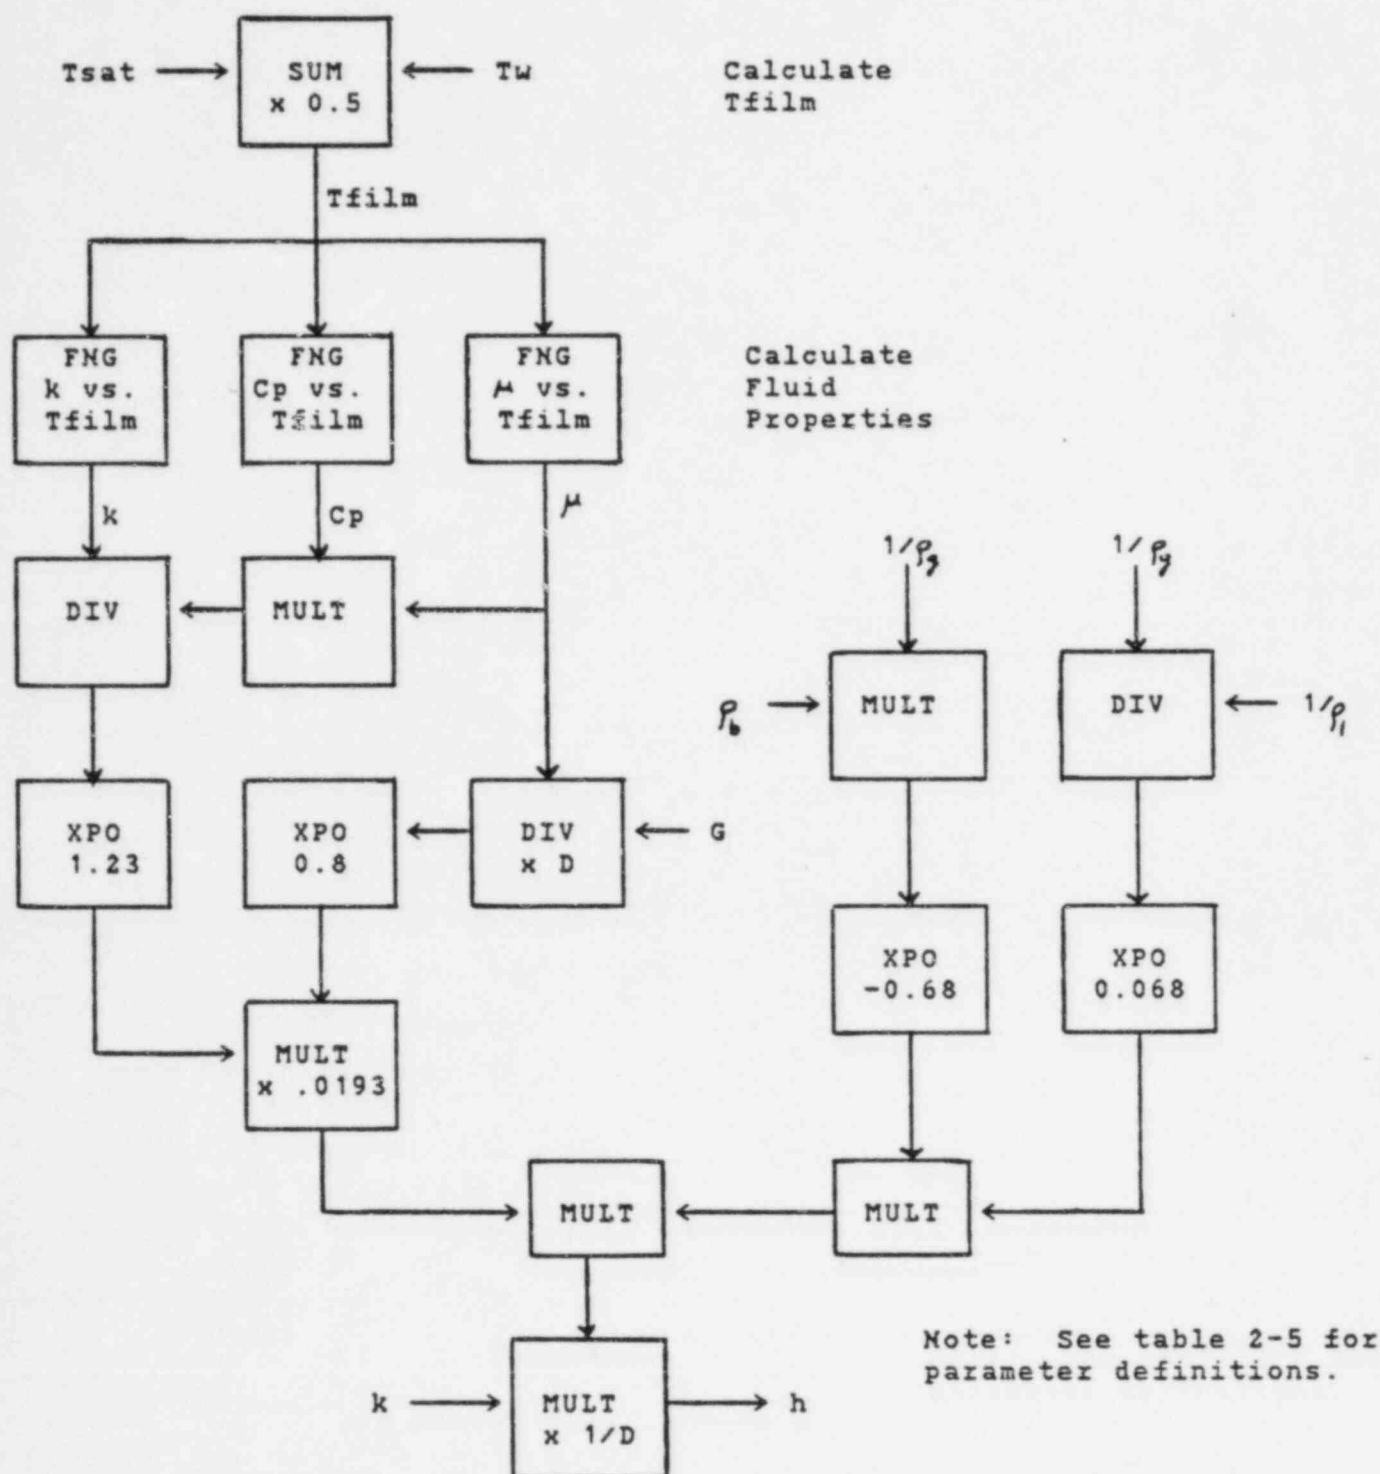 Tsat
SUM
x 0.5
Tw
Calculate
Tfilm
Tfilm
FNG
k vs.
Tfilm
FNG
Cp vs.
Tfilm
FNG
μ vs.
Tfilm
Calculate
Fluid
Properties
k
Cp
μ
1/ρg
1/ρg
DIV
MULT
ρb
MULT
DIV
1/ρl
XPO
1.23
XPO
0.8
DIV
x D
G
XPO
-0.68
XPO
0.068
MULT
x .0193
MULT
MULT
Note: See table 2-5 for
parameter definitions.
k
MULT
x 1/D
h